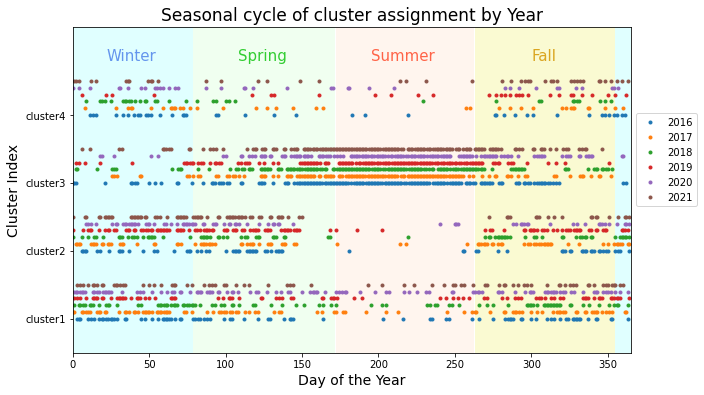 Seasonal cycle of cluster assignment by Year
Winter Spring Summer Fall
cluster4
cluster3
cluster2
cluster1
Cluster Index
0 50 100 150 200 250 300 350
Day of the Year
2016
2017
2018
2019
2020
2021